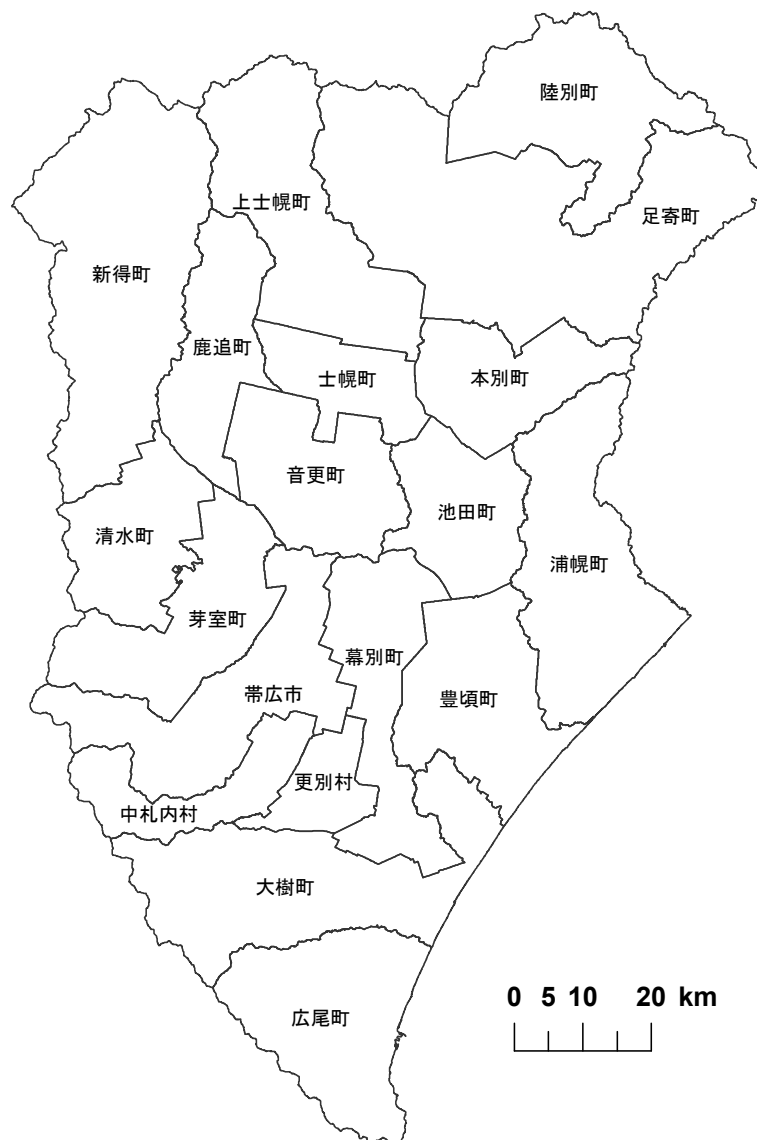 陸別町
上士幌町
足寄町
新得町
鹿追町
士幌町
本別町
音更町
池田町
清水町
浦幌町
芽室町
幕別町
帯広市
豊頃町
更別村
中札内村
大樹町
広尾町
0 5 10 20 km